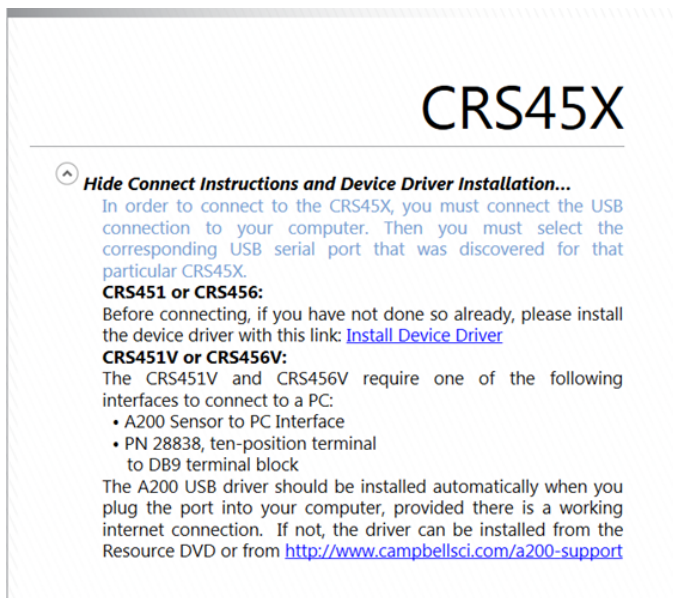 CRS45X
Hide Connect Instructions and Device Driver Installation...
In order to connect to the CRS45X, you must connect the USB
connection to your computer. Then you must select the
corresponding USB serial port that was discovered for that
particular CRS45X.
CRS451 or CRS456:
Before connecting, if you have not done so already, please install
the device driver with this link: Install Device Driver
CRS451V or CRS456V:
The CRS451V and CRS456V require one of the following
interfaces to connect to a PC:
• A200 Sensor to PC Interface
• PN 28838, ten-position terminal
to DB9 terminal block
The A200 USB driver should be installed automatically when you
plug the port into your computer, provided there is a working
internet connection.  If not, the driver can be installed from the
Resource DVD or from http://www.campbellsci.com/a200-support